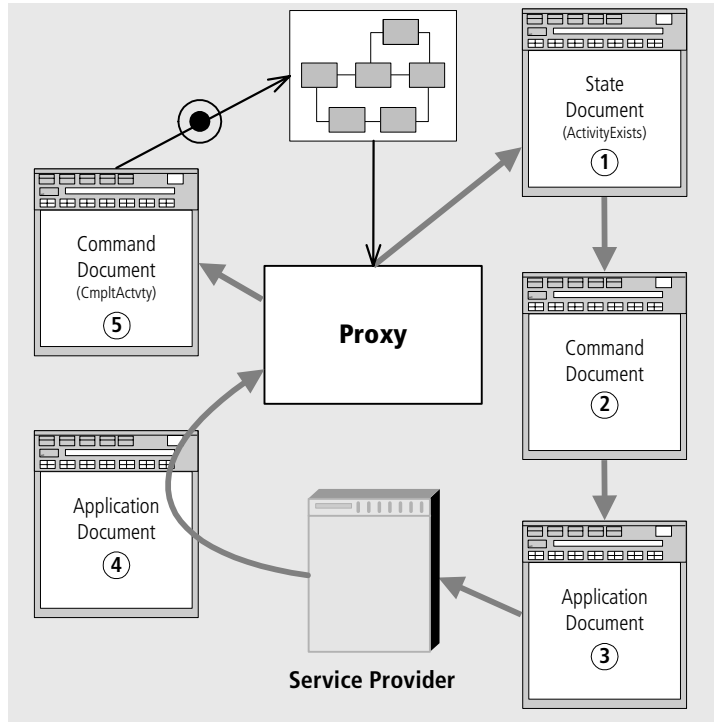 State
Document
(ActivityExists)
1
Command
Document
2
Application
Document
3
Service Provider
Application
Document
4
Proxy
Command
Document
(CmpltActvty)
5